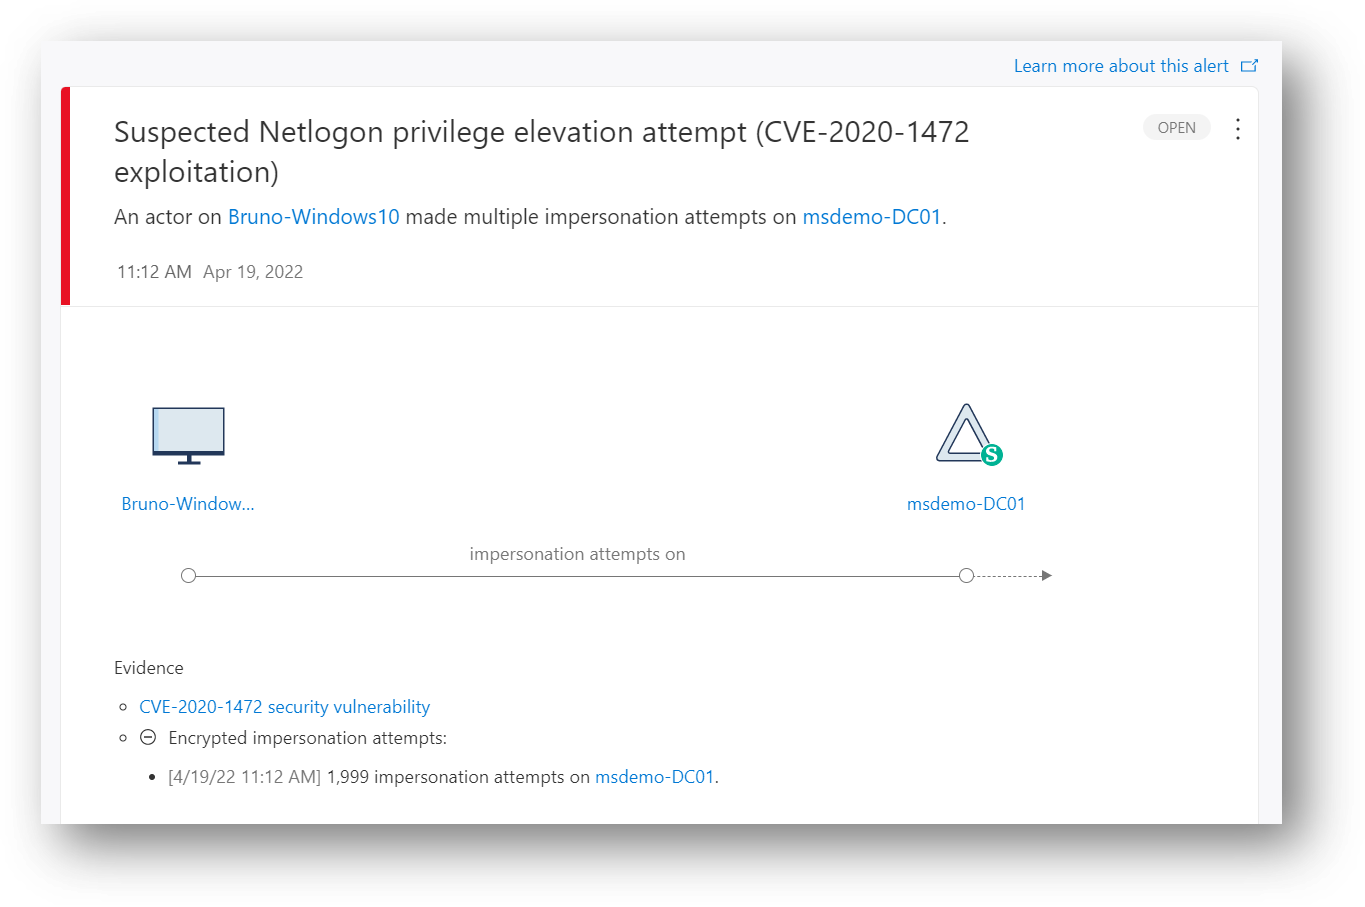 Learn more about this alert
Suspected Netlogon privilege elevation attempt (CVE-2020-1472
exploitation)
OPEN
An actor on Bruno-Windows10 made multiple impersonation attempts on msdemo-DC01.
11:12 AM Apr 19, 2022
S
Bruno-Window...
msdemo-DC01
impersonation attempts on
Evidence
CVE-2020-1472 security vulnerability
Encrypted impersonation attempts:
[4/19/22 11:12 AM] 1,999 impersonation attempts on msdemo-DC01.